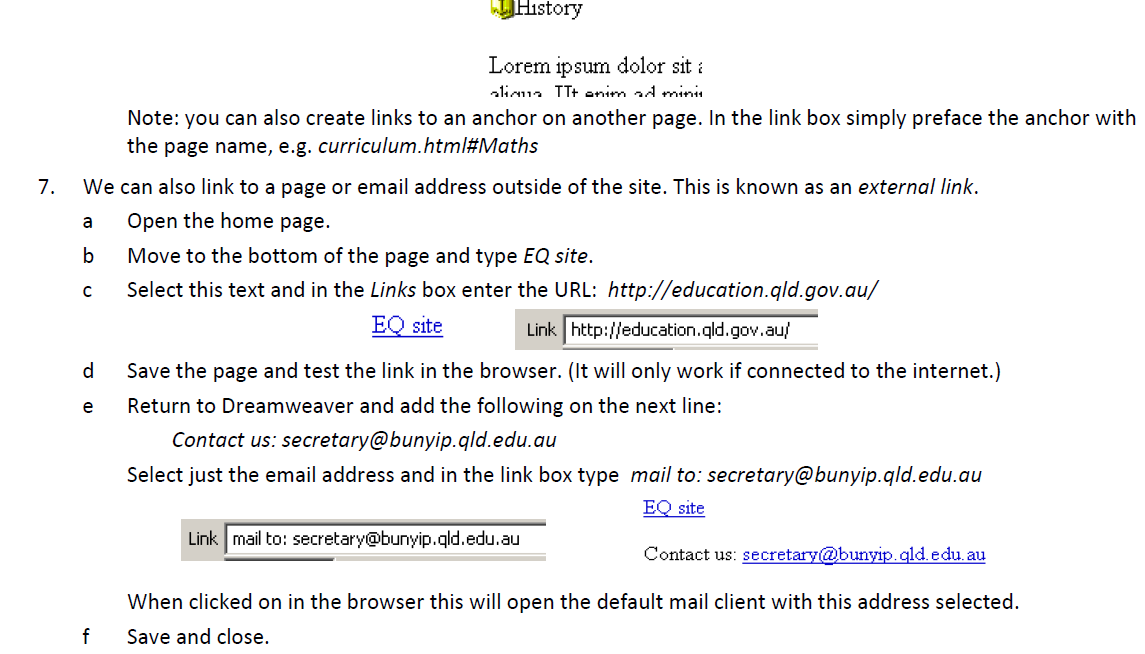 History
Lorem ipsum dolor sit
aliqua. Ut enim ad mini
Note: you can also create links to an anchor on another page. In the link box simply preface the anchor with
the page name, e.g. curriculum.html#Maths
7. We can also link to a page or email address outside of the site. This is known as an external link.
a Open the home page.
b Move to the bottom of the page and type EQ site.
c Select this text and in the Links box enter the URL: http://education.qld.gov.au/
EQ site Link http://education.qld.gov.au/
d Save the page and test the link in the browser. (It will only work if connected to the internet.)
e Return to Dreamweaver and add the following on the next line:
Contact us: secretary@bunyip.qld.edu.au
Select just the email address and in the link box type mail to: secretary@bunyip.qld.edu.au
EQ site
Link mail to: secretary@bunyip.qld.edu.au
Contact us: secretary@bunyip.qld.edu.au
When clicked on in the browser this will open the default mail client with this address selected.
f Save and close.